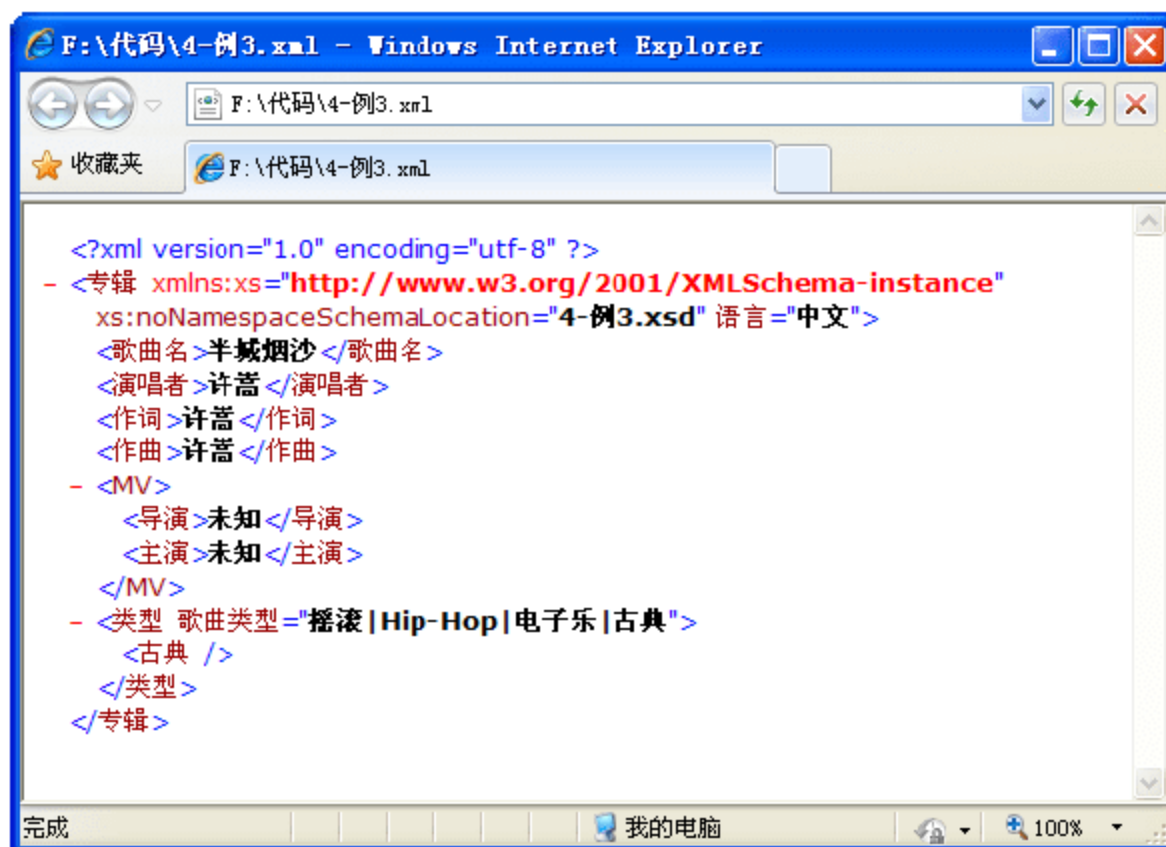 F:\代码\4-例3.xml - Windows Internet Explorer
F:\代码\4-例3.xml
收藏夹
F:\代码\4-例3.xml
<?xml version="1.0" encoding="utf-8" ?>
- <专辑 xmlns:xs="http://www.w3.org/2001/XMLSchema-instance"
xs:noNamespaceSchemaLocation="4-例3.xsd" 语言="中文">
<歌曲名>半城烟沙</歌曲名>
<演唱者>许嵩</演唱者>
<作词>许嵩</作词>
<作曲>许嵩</作曲>
- <MV>
<导演>未知</导演>
<主演>未知</主演>
</MV>
- <类型 歌曲类型="摇滚|Hip-Hop|电子乐|古典">
<古典 />
</类型>
</专辑>
完成
我的电脑
100%